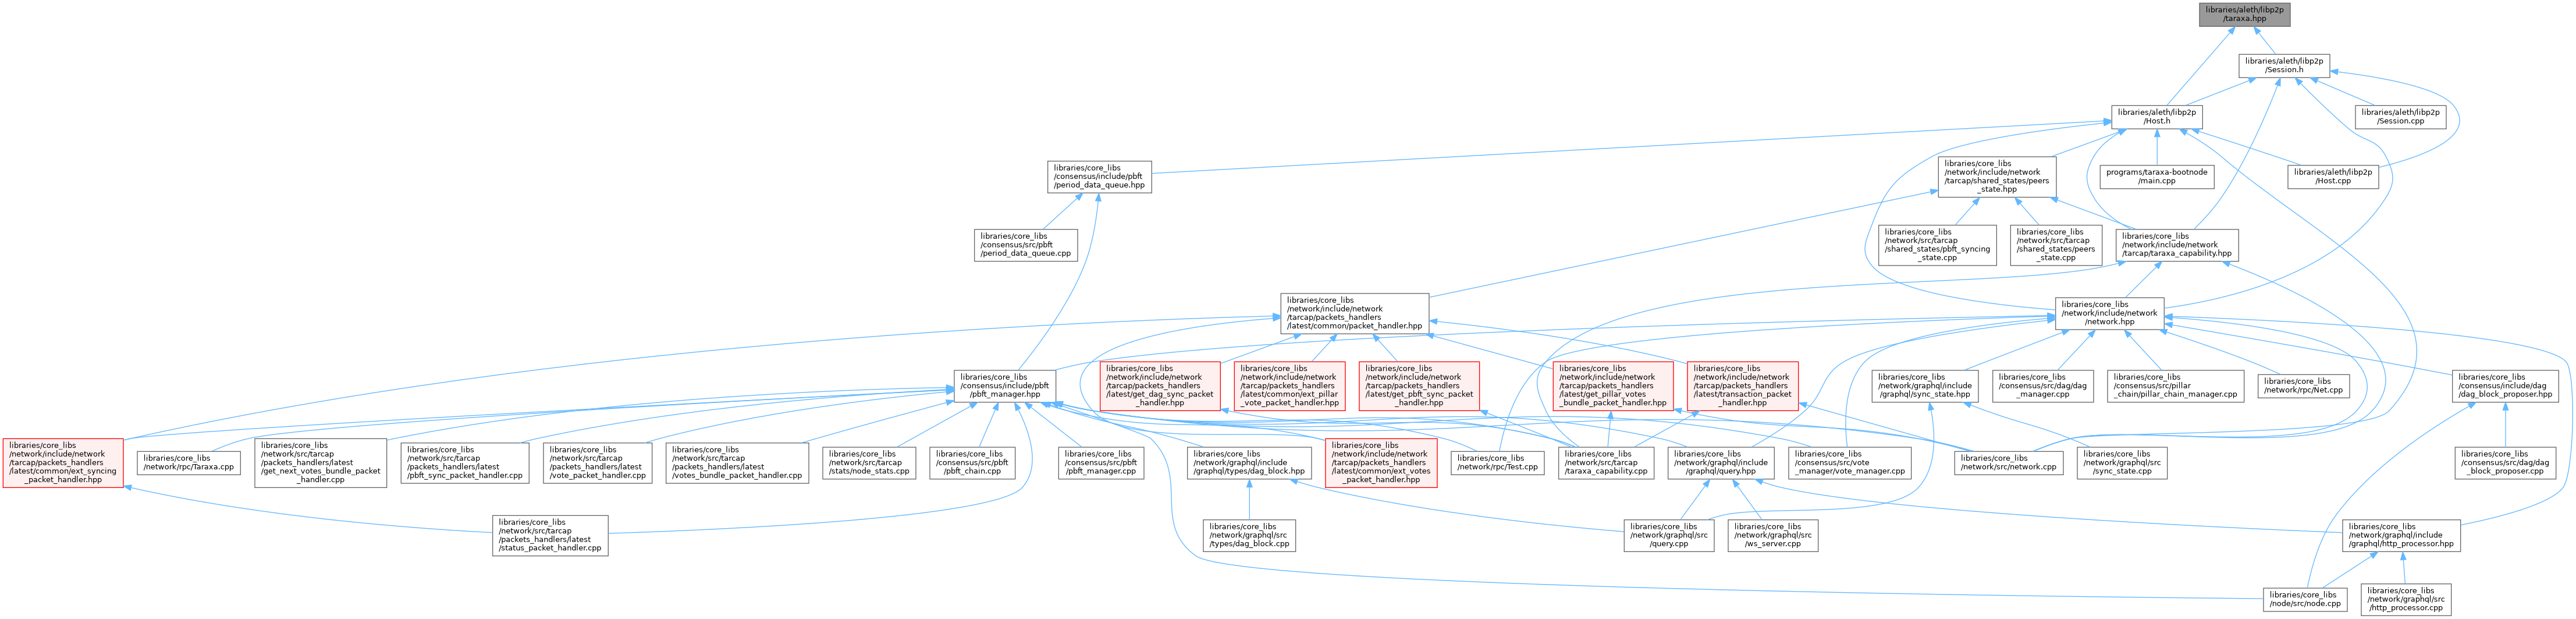 libraries/aleth/libp2p
/taraxa.hpp
libraries/aleth/libp2p
/Session.h
libraries/aleth/libp2p
/Host.h
libraries/aleth/libp2p
/Session.cpp
libraries/core_libs
/consensus/include/pbft
/period_data_queue.hpp
libraries/core_libs
/network/include/network
/tarcap/shared_states/peers
_state.hpp
programs/taraxa-bootnode
/main.cpp
libraries/aleth/libp2p
/Host.cpp
libraries/core_libs
/consensus/src/pbft
/period_data_queue.cpp
libraries/core_libs
/network/src/tarcap
/shared_states/pbft_syncing
_state.cpp
libraries/core_libs
/network/src/tarcap
/shared_states/peers
_state.cpp
libraries/core_libs
/network/include/network
/tarcap/taraxa_capability.hpp
libraries/core_libs
/network/include/network
/tarcap/packets_handlers
/latest/common/packet_handler.hpp
libraries/core_libs
/network/include/network
/network.hpp
libraries/core_libs
/consensus/include/pbft
/pbft_manager.hpp
libraries/core_libs
/network/include/network
/tarcap/packets_handlers
/latest/get_dag_sync_packet
_handler.hpp
libraries/core_libs
/network/include/network
/tarcap/packets_handlers
/latest/common/ext_pillar
_vote_packet_handler.hpp
libraries/core_libs
/network/include/network
/tarcap/packets_handlers
/latest/get_pbft_sync_packet
_handler.hpp
libraries/core_libs
/network/include/network
/tarcap/packets_handlers
/latest/get_pillar_votes
_bundle_packet_handler.hpp
libraries/core_libs
/network/include/network
/tarcap/packets_handlers
/latest/transaction_packet
_handler.hpp
libraries/core_libs
/network/graphql/include
/graphql/sync_state.hpp
libraries/core_libs
/consensus/src/dag/dag
_manager.cpp
libraries/core_libs
/consensus/src/pillar
_chain/pillar_chain_manager.cpp
libraries/core_libs
/network/rpc/Net.cpp
libraries/core_libs
/consensus/include/dag
/dag_block_proposer.hpp
libraries/core_libs
/network/include/network
/tarcap/packets_handlers
/latest/common/ext_syncing
_packet_handler.hpp
libraries/core_libs
/network/rpc/Taraxa.cpp
libraries/core_libs
/network/src/tarcap
/packets_handlers/latest
/get_next_votes_bundle_packet
_handler.cpp
libraries/core_libs
/network/src/tarcap
/packets_handlers/latest
/pbft_sync_packet_handler.cpp
libraries/core_libs
/network/src/tarcap
/packets_handlers/latest
/vote_packet_handler.cpp
libraries/core_libs
/network/src/tarcap
/packets_handlers/latest
/votes_bundle_packet_handler.cpp
libraries/core_libs
/network/src/tarcap
/stats/node_stats.cpp
libraries/core_libs
/consensus/src/pbft
/pbft_chain.cpp
libraries/core_libs
/consensus/src/pbft
/pbft_manager.cpp
libraries/core_libs
/network/graphql/include
/graphql/types/dag_block.hpp
libraries/core_libs
/network/include/network
/tarcap/packets_handlers
/latest/common/ext_votes
_packet_handler.hpp
libraries/core_libs
/network/rpc/Test.cpp
libraries/core_libs
/network/src/tarcap
/taraxa_capability.cpp
libraries/core_libs
/network/graphql/include
/graphql/query.hpp
libraries/core_libs
/consensus/src/vote
_manager/vote_manager.cpp
libraries/core_libs
/network/src/network.cpp
libraries/core_libs
/network/graphql/src
/sync_state.cpp
libraries/core_libs
/consensus/src/dag/dag
_block_proposer.cpp
libraries/core_libs
/network/src/tarcap
/packets_handlers/latest
/status_packet_handler.cpp
libraries/core_libs
/network/graphql/src
/types/dag_block.cpp
libraries/core_libs
/network/graphql/src
/query.cpp
libraries/core_libs
/network/graphql/src
/ws_server.cpp
libraries/core_libs
/network/graphql/include
/graphql/http_processor.hpp
libraries/core_libs
/node/src/node.cpp
libraries/core_libs
/network/graphql/src
/http_processor.cpp